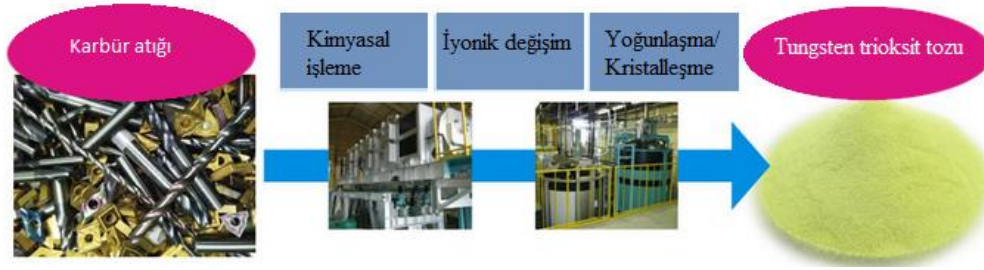 Karbür atığı
Kimyasal
işleme
İyonik değişim
Yoğunlaşma/
Kristalleşme
Tungsten trioksit tozu